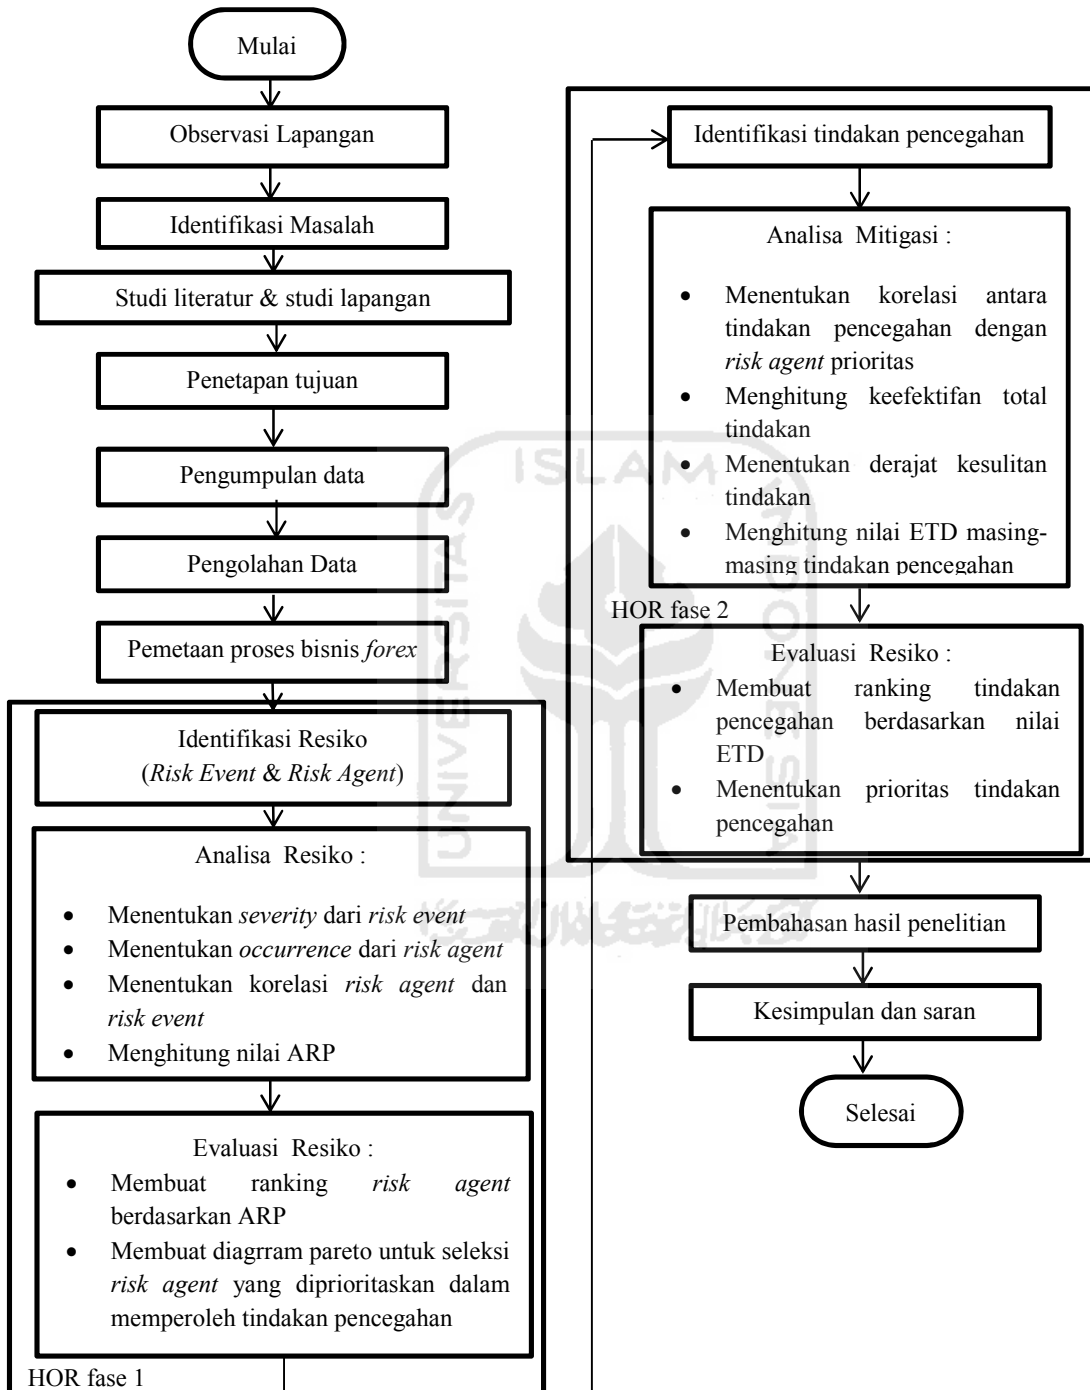 Mulai
Observasi Lapangan
Identifikasi Masalah
Studi literatur & studi lapangan
Penetapan tujuan
Pengumpulan data
Pengolahan Data
Pemetaan proses bisnis forex
Identifikasi Resiko
(Risk Event & Risk Agent)
Analisa Resiko :
• Menentukan severity dari risk event
• Menentukan occurrence dari risk agent
• Menentukan korelasi risk agent dan
risk event
• Menghitung nilai ARP
Evaluasi Resiko :
• Membuat ranking risk agent
berdasarkan ARP
• Membuat diagrram pareto untuk seleksi
risk agent yang diprioritaskan dalam
memperoleh tindakan pencegahan
HOR fase 1
Identifikasi tindakan pencegahan
Analisa Mitigasi :
• Menentukan korelasi antara
tindakan pencegahan dengan
risk agent prioritas
• Menghitung keefektifan total
tindakan
• Menentukan derajat kesulitan
tindakan
• Menghitung nilai ETD masing-
masing tindakan pencegahan
HOR fase 2
Evaluasi Resiko :
• Membuat ranking tindakan
pencegahan berdasarkan nilai
ETD
• Menentukan prioritas tindakan
pencegahan
Pembahasan hasil penelitian
Kesimpulan dan saran
Selesai
UNIVERSITAS
ISLAM
INDONESIA